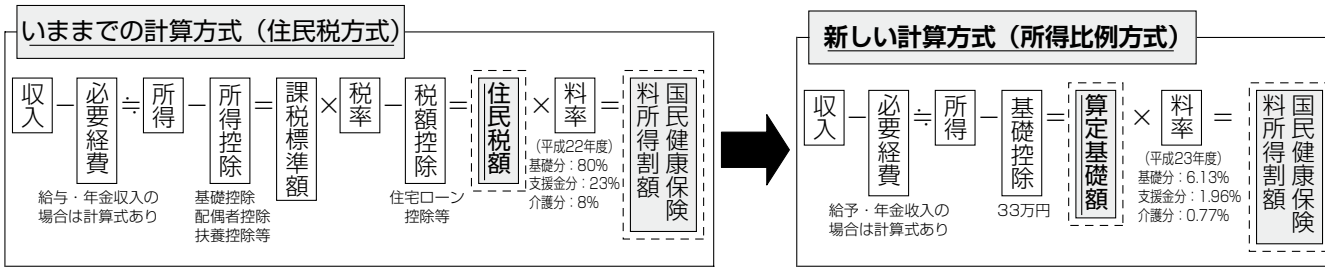 いままでの計算方式（住民税方式）
収入－必要経費≒所得－所得控除＝課税標準額×税率－税額控除＝住民税額×料率＝国民健康保険料所得割額
給与・年金収入の
場合は計算式あり
基礎控除
配偶者控除
扶養控除等
住宅ローン
控除等
（平成22年度）
基礎分：80%
支援金分：23%
介護分：8%
新しい計算方式（所得比例方式）
収入－必要経費≒所得－基礎控除＝算定基礎額×料率＝国民健康保険料所得割額
給予・年金収入の
場合は計算式あり
33万円
（平成23年度）
基礎分：6.13%
支援金分：1.96%
介護分：0.77%